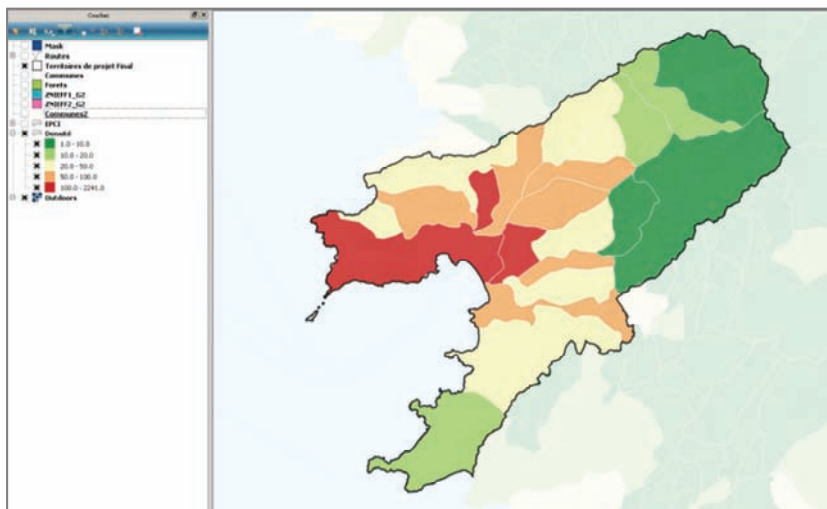 Couches
Mask
Routes
Territoires de projet Final
Communes
Forets
ZNIEFF1_G2
ZNIEFF2_G2
Communes2
EPCI
Densité
1.0 - 10.0
10.0 - 20.0
20.0 - 50.0
50.0 - 100.0
100.0 - 2241.0
Outdoors